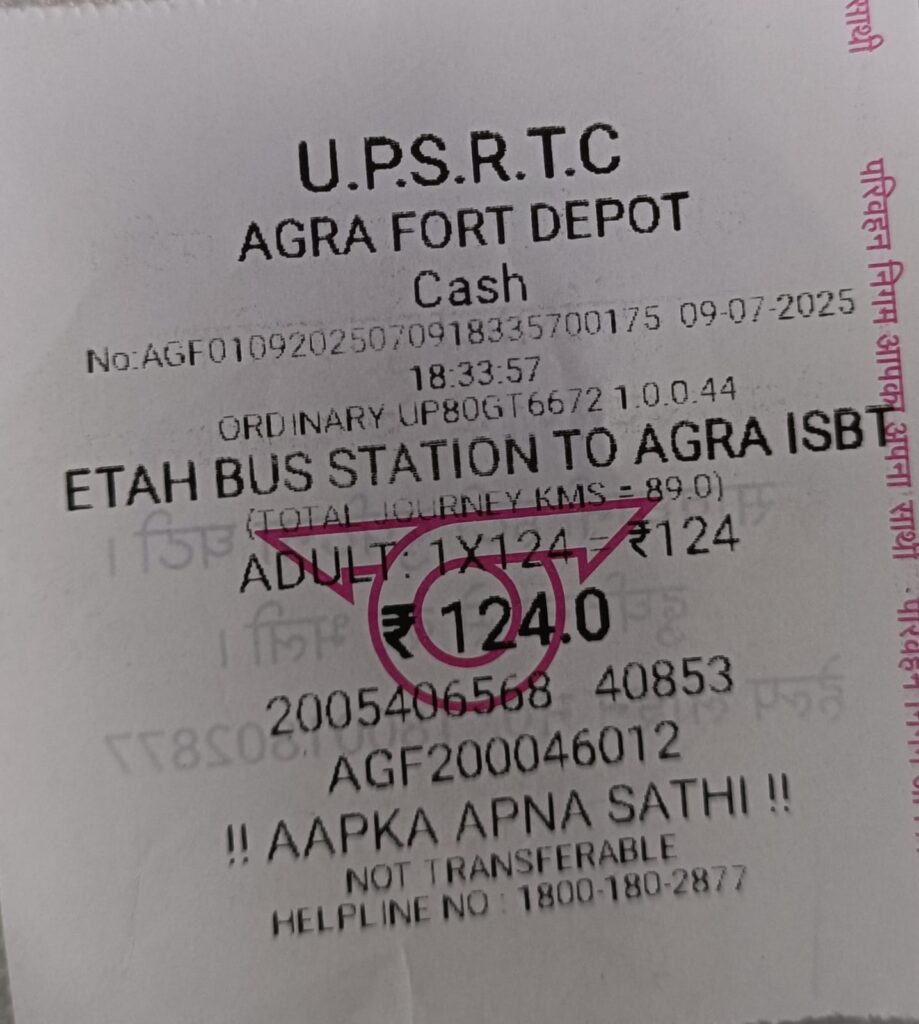 U.P.S.R.T.C
AGRA FORT DEPOT
Cash
No:AGF01092025070918335700175 09-07-2025
18:33:57
ORDINARY UP80GT6672 1.0.0.44
ETAH BUS STATION TO AGRA ISBT
(TOTAL JOURNEY KMS = 89.0)
ADULT: 1X124 = ₹124
₹ 124.0
2005406568 40853
AGF200046012
!! AAPKA APNA SATHI !!
NOT TRANSFERABLE
HELPLINE NO : 1800-180-2877
साथी
परिवहन निगम आपका अपना साथी : परिवहन